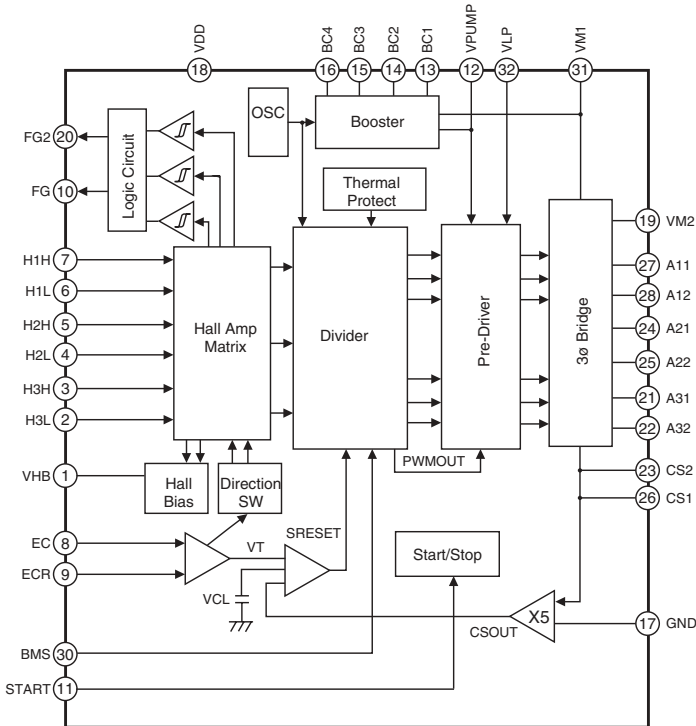 VDD
BC4
BC3
BC2
BC1
VPUMP
VLP
VM1
18
16
15
14
13
12
32
31
OSC
Booster
FG2
20
Logic Circuit
FG
10
Thermal
Protect
VM2
19
H1H
7
H1L
6
H2H
5
H2L
4
H3H
3
H3L
2
Hall Amp
Matrix
Divider
Pre-Driver
3ø Bridge
27
A11
28
A12
24
A21
25
A22
21
A31
22
A32
PWMOUT
VHB
1
Hall
Bias
Direction
SW
23
CS2
26
CS1
EC
8
ECR
9
VT
SRESET
VCL
Start/Stop
X5
CSOUT
17
GND
BMS
30
START
11